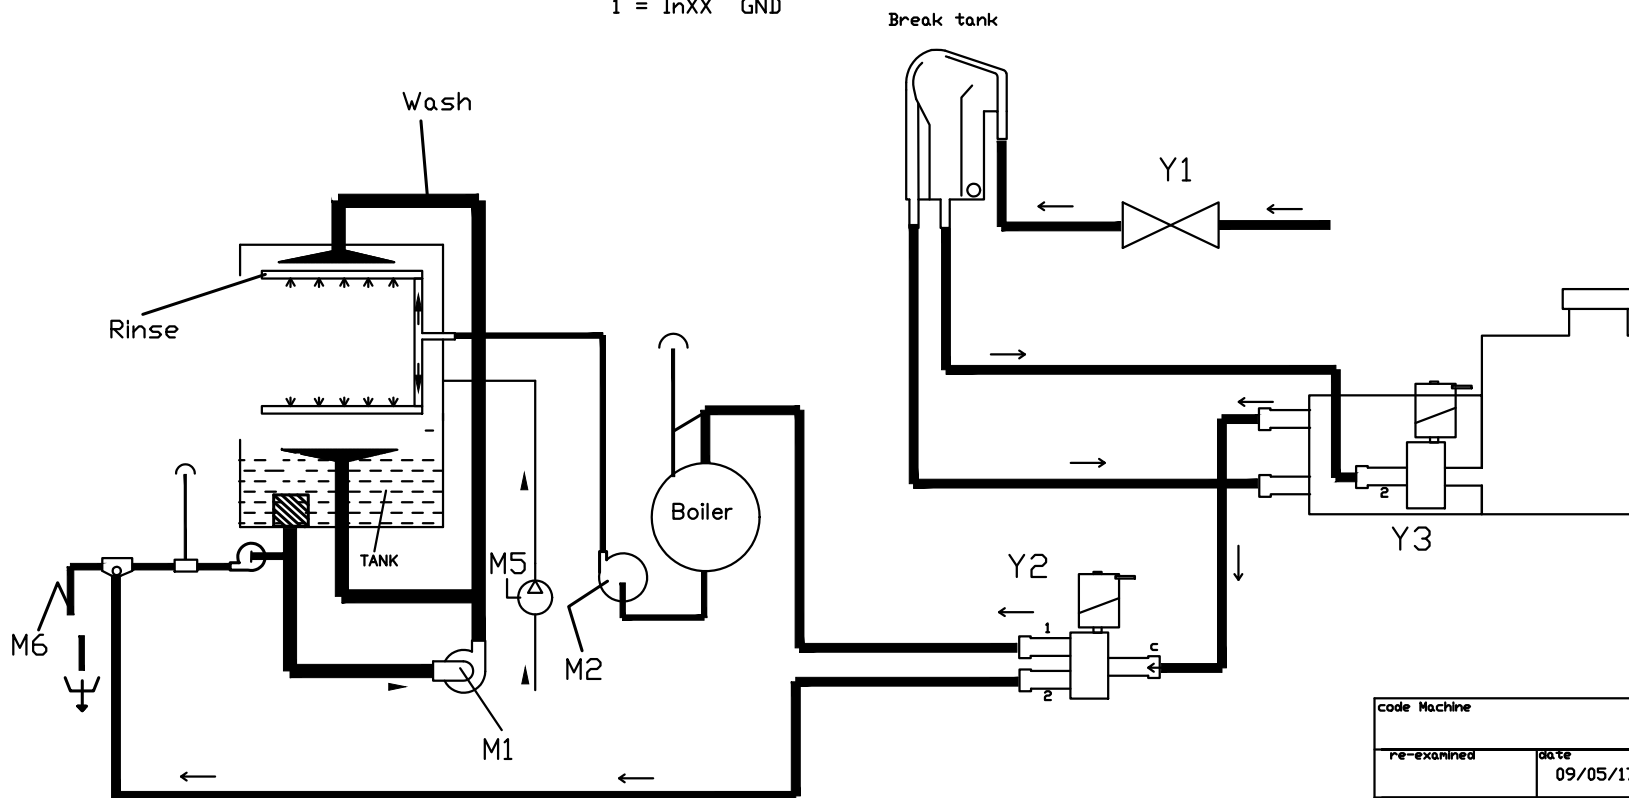 1 = InXX GND
Break tank
Wash
Y1
Rinse
2
Boiler
Y3
TANK
M5
Y2
1
c
M6
M2
2
M1
code Machine
re-examined
date
09/05/17